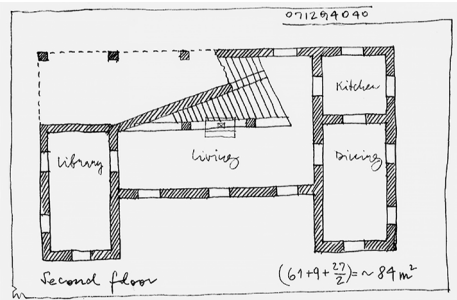 071294040
Kitchen
Library
Living
Dining
Second floor
(61+9+27/2)=~84 m²